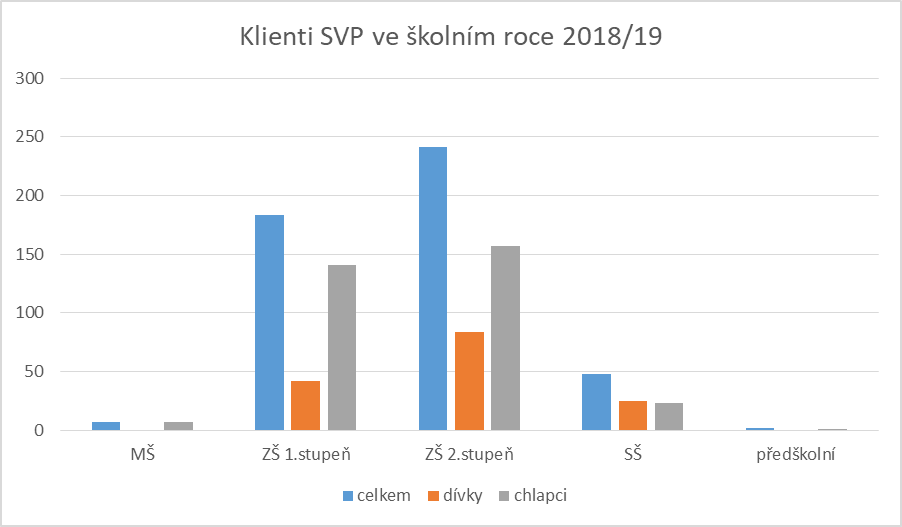 Klienti SVP ve školním roce 2018/19
300
250
200
150
100
50
0
MŠ ZŠ 1.stupeň ZŠ 2.stupeň SŠ předškolní
celkem dívky chlapci